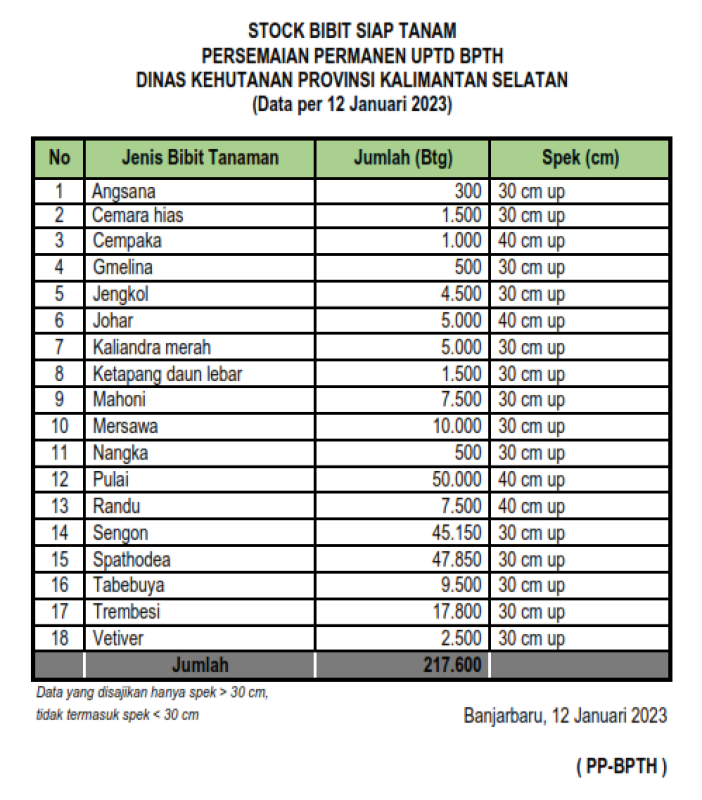 STOCK BIBIT SIAP TANAM
PERSEMAIAN PERMANEN UPTD BPTH
DINAS KEHUTANAN PROVINSI KALIMANTAN SELATAN
(Data per 12 Januari 2023)
No Jenis Bibit Tanaman Jumlah (Btg) Spek (cm)
1 Angsana 300 30 cm up
2 Cemara hias 1.500 30 cm up
3 Cempaka 1.000 40 cm up
4 Gmelina 500 30 cm up
5 Jengkol 4.500 30 cm up
6 Johar 5.000 40 cm up
7 Kaliandra merah 5.000 30 cm up
8 Ketapang daun lebar 1.500 30 cm up
9 Mahoni 7.500 30 cm up
10 Mersawa 10.000 30 cm up
11 Nangka 500 30 cm up
12 Pulai 50.000 40 cm up
13 Randu 7.500 40 cm up
14 Sengon 45.150 30 cm up
15 Spathodea 47.850 30 cm up
16 Tabebuya 9.500 30 cm up
17 Trembesi 17.800 30 cm up
18 Vetiver 2.500 30 cm up
Jumlah 217.600
Data yang disajikan hanya spek > 30 cm,
tidak termasuk spek < 30 cm
Banjarbaru, 12 Januari 2023
( PP-BPTH )